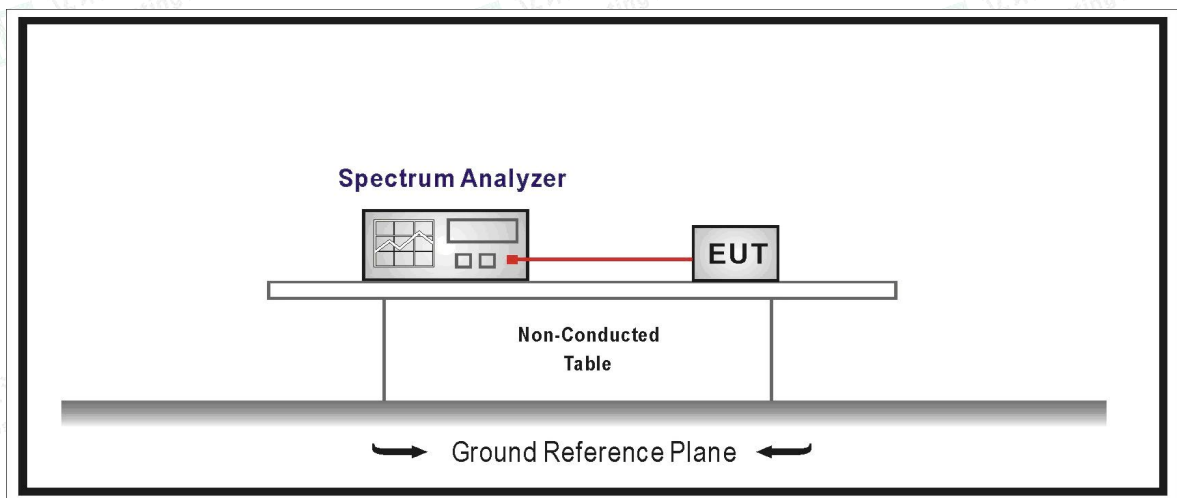 Spectrum Analyzer
EUT
Non-Conducted
Table
Ground Reference Plane